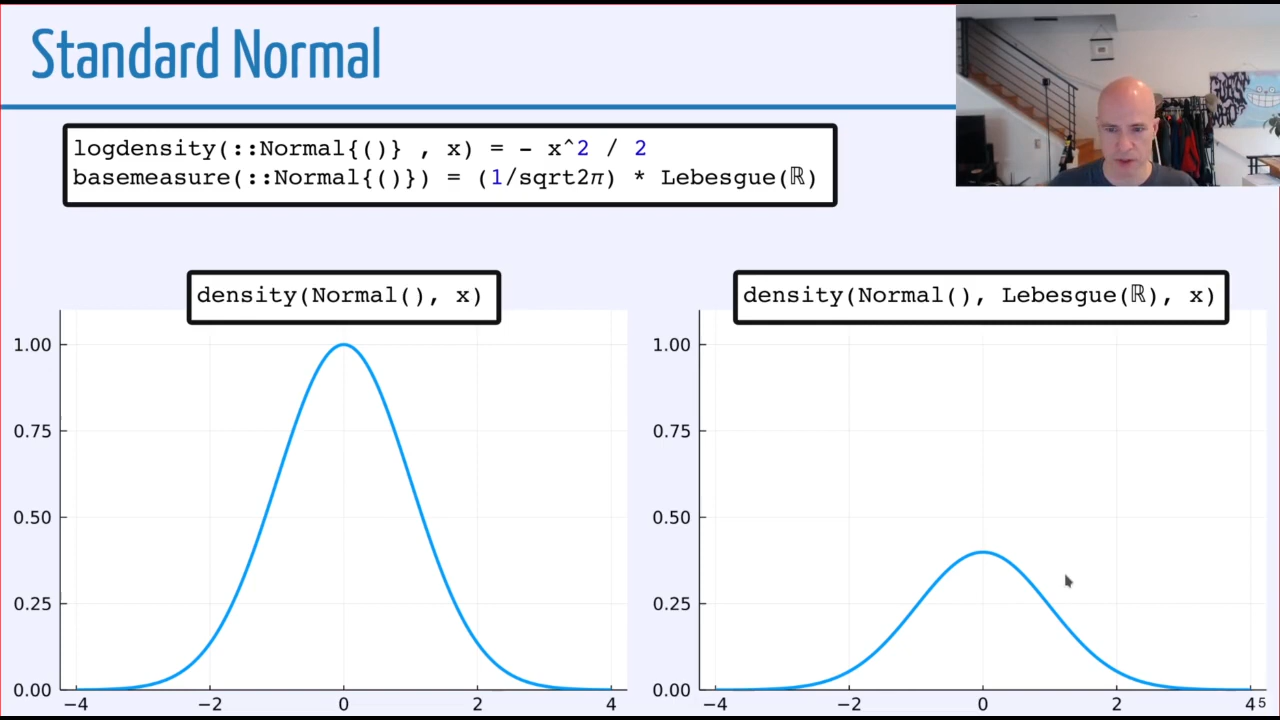 Standard Normal
logdensity(::Normal{()} , x) = - x^2 / 2
basemeasure(::Normal{()}) = (1/sqrt2π) * Lebesgue(ℝ)
density(Normal(), x)
1.00
0.75
0.50
0.25
0.00
-4 -2 0 2 4
density(Normal(), Lebesgue(ℝ), x)
1.00
0.75
0.50
0.25
0.00
-4 -2 0 2 4
5